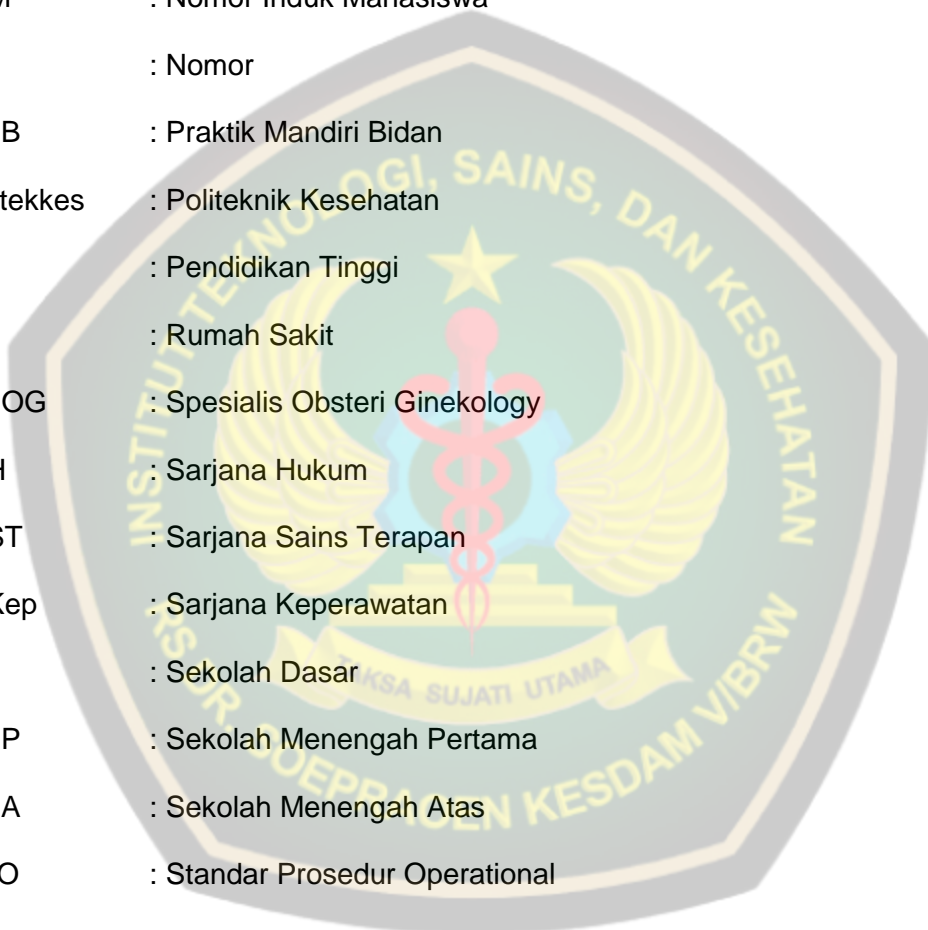 M : Nomor Induk Mahasiswa
: Nomor
B : Praktik Mandiri Bidan
tekkes : Politeknik Kesehatan
: Pendidikan Tinggi
: Rumah Sakit
OG : Spesialis Obsteri Ginekology
H : Sarjana Hukum
ST : Sarjana Sains Terapan
Kep : Sarjana Keperawatan
: Sekolah Dasar
P : Sekolah Menengah Pertama
A : Sekolah Menengah Atas
O : Standar Prosedur Operational
INSTITUT TEKNOLOGI, SAINS, DAN KESEHATAN
RS DR. SOEPRAOEN KESDAM V/BRW
TAKSA SUJATI UTAMA